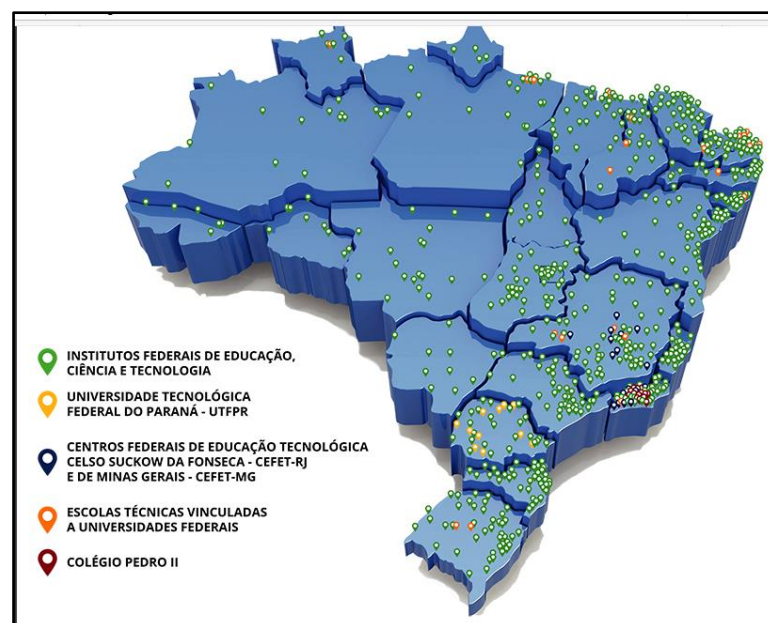 INSTITUTOS FEDERAIS DE EDUCAÇÃO,
CIÊNCIA E TECNOLOGIA
UNIVERSIDADE TECNOLÓGICA
FEDERAL DO PARANÁ - UTFPR
CENTROS FEDERAIS DE EDUCAÇÃO TECNOLÓGICA
CELSO SUCKOW DA FONSECA - CEFET-RJ
E DE MINAS GERAIS - CEFET-MG
ESCOLAS TÉCNICAS VINCULADAS
A UNIVERSIDADES FEDERAIS
COLÉGIO PEDRO II